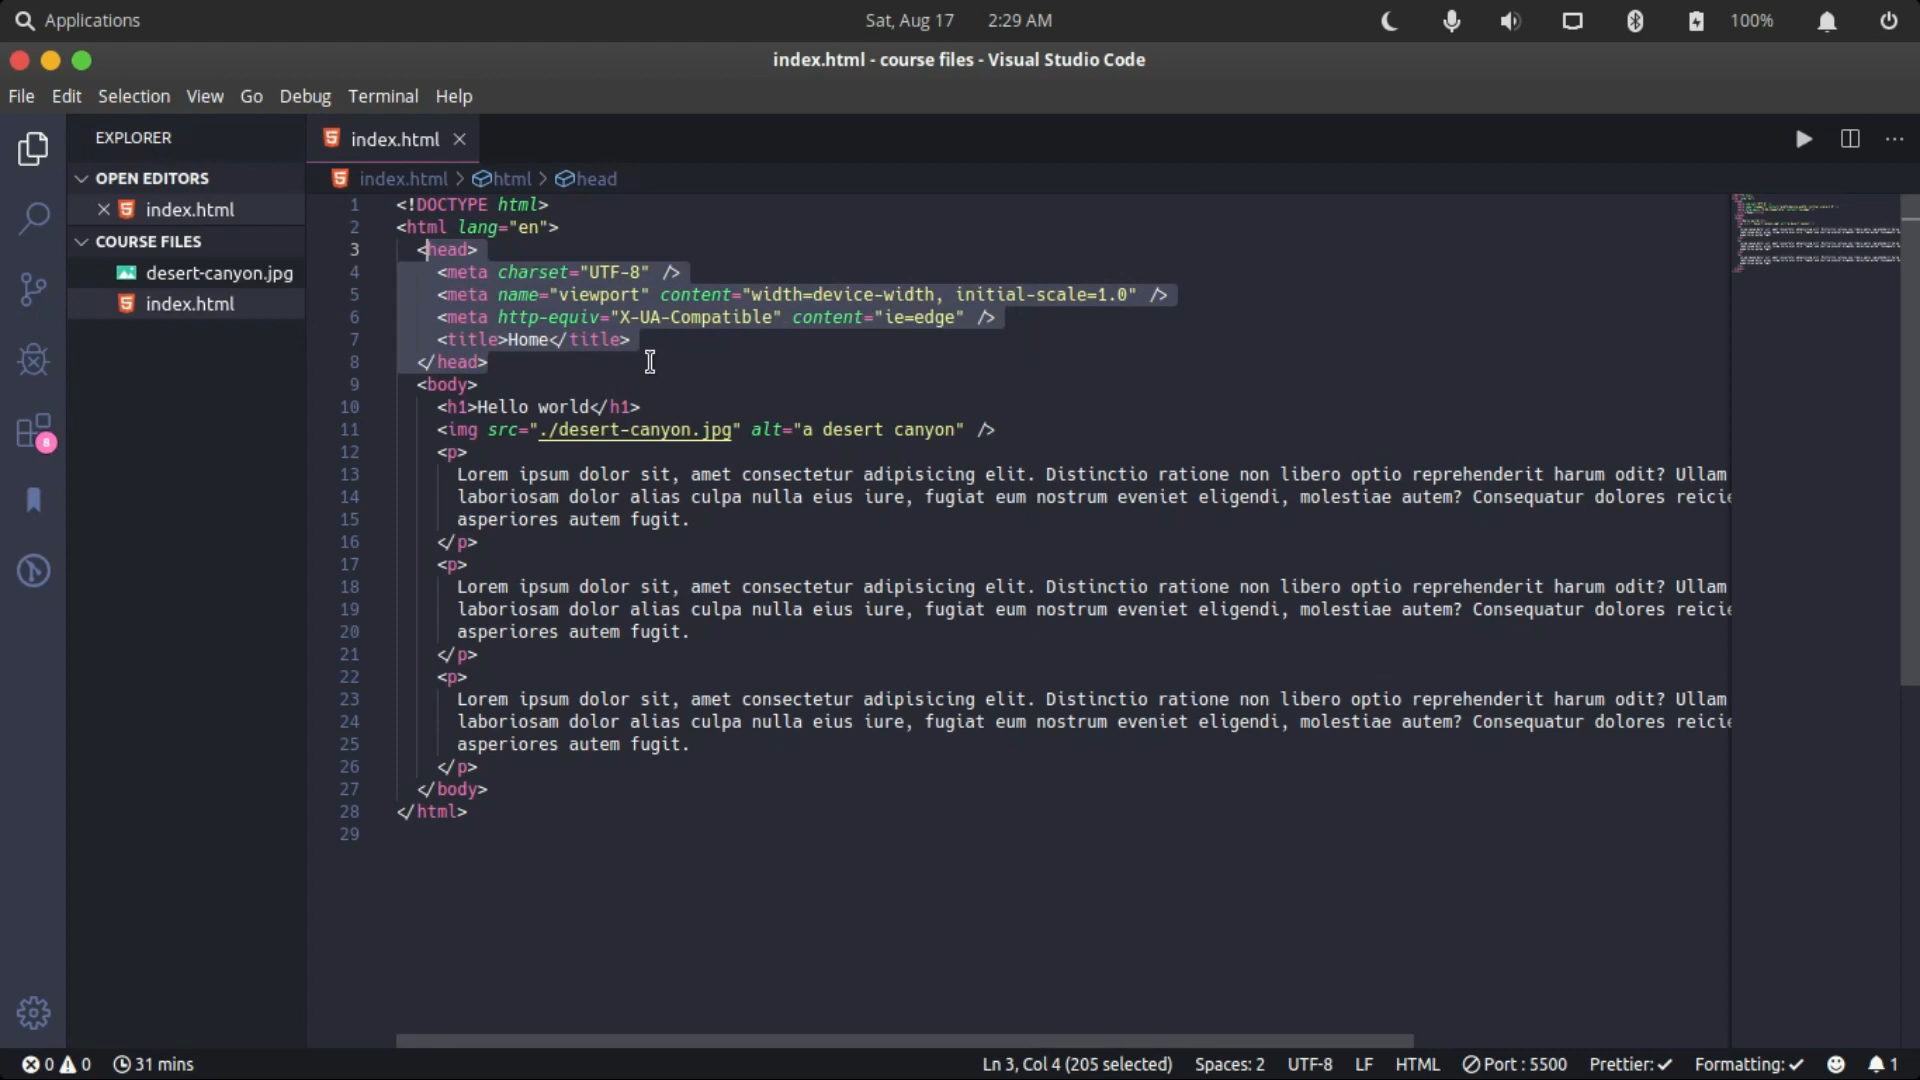 Applications
Sat, Aug 17 2:29 AM
100%
index.html - course files - Visual Studio Code
File Edit Selection View Go Debug Terminal Help
EXPLORER
OPEN EDITORS
index.html
COURSE FILES
desert-canyon.jpg
index.html
8
index.html
index.html > html > head
1 <!DOCTYPE html>
2 <html lang="en">
3 <head>
4 <meta charset="UTF-8" />
5 <meta name="viewport" content="width=device-width, initial-scale=1.0" />
6 <meta http-equiv="X-UA-Compatible" content="ie=edge" />
7 <title>Home</title>
8 </head>
9 <body>
10 <h1>Hello world</h1>
11 <img src="./desert-canyon.jpg" alt="a desert canyon" />
12 <p>
13 Lorem ipsum dolor sit, amet consectetur adipisicing elit. Distinctio ratione non libero optio reprehenderit harum odit? Ullam
14 laboriosam dolor alias culpa nulla eius iure, fugiat eum nostrum eveniet eligendi, molestiae autem? Consequatur dolores
15 asperiores autem fugit.
16 </p>
17 <p>
18 Lorem ipsum dolor sit, amet consectetur adipisicing elit. Distinctio ratione non libero optio reprehenderit harum odit? Ullam
19 laboriosam dolor alias culpa nulla eius iure, fugiat eum nostrum eveniet eligendi, molestiae autem? Consequatur dolores
20 asperiores autem fugit.
21 </p>
22 <p>
23 Lorem ipsum dolor sit, amet consectetur adipisicing elit. Distinctio ratione non libero optio reprehenderit harum odit? Ullam
24 laboriosam dolor alias culpa nulla eius iure, fugiat eum nostrum eveniet eligendi, molestiae autem? Consequatur dolores
25 asperiores autem fugit.
26 </p>
27 </body>
28 </html>
29
0 0 31 mins Ln 3, Col 4 (205 selected) Spaces: 2 UTF-8 LF HTML Port : 5500 Prettier: Formatting: 1